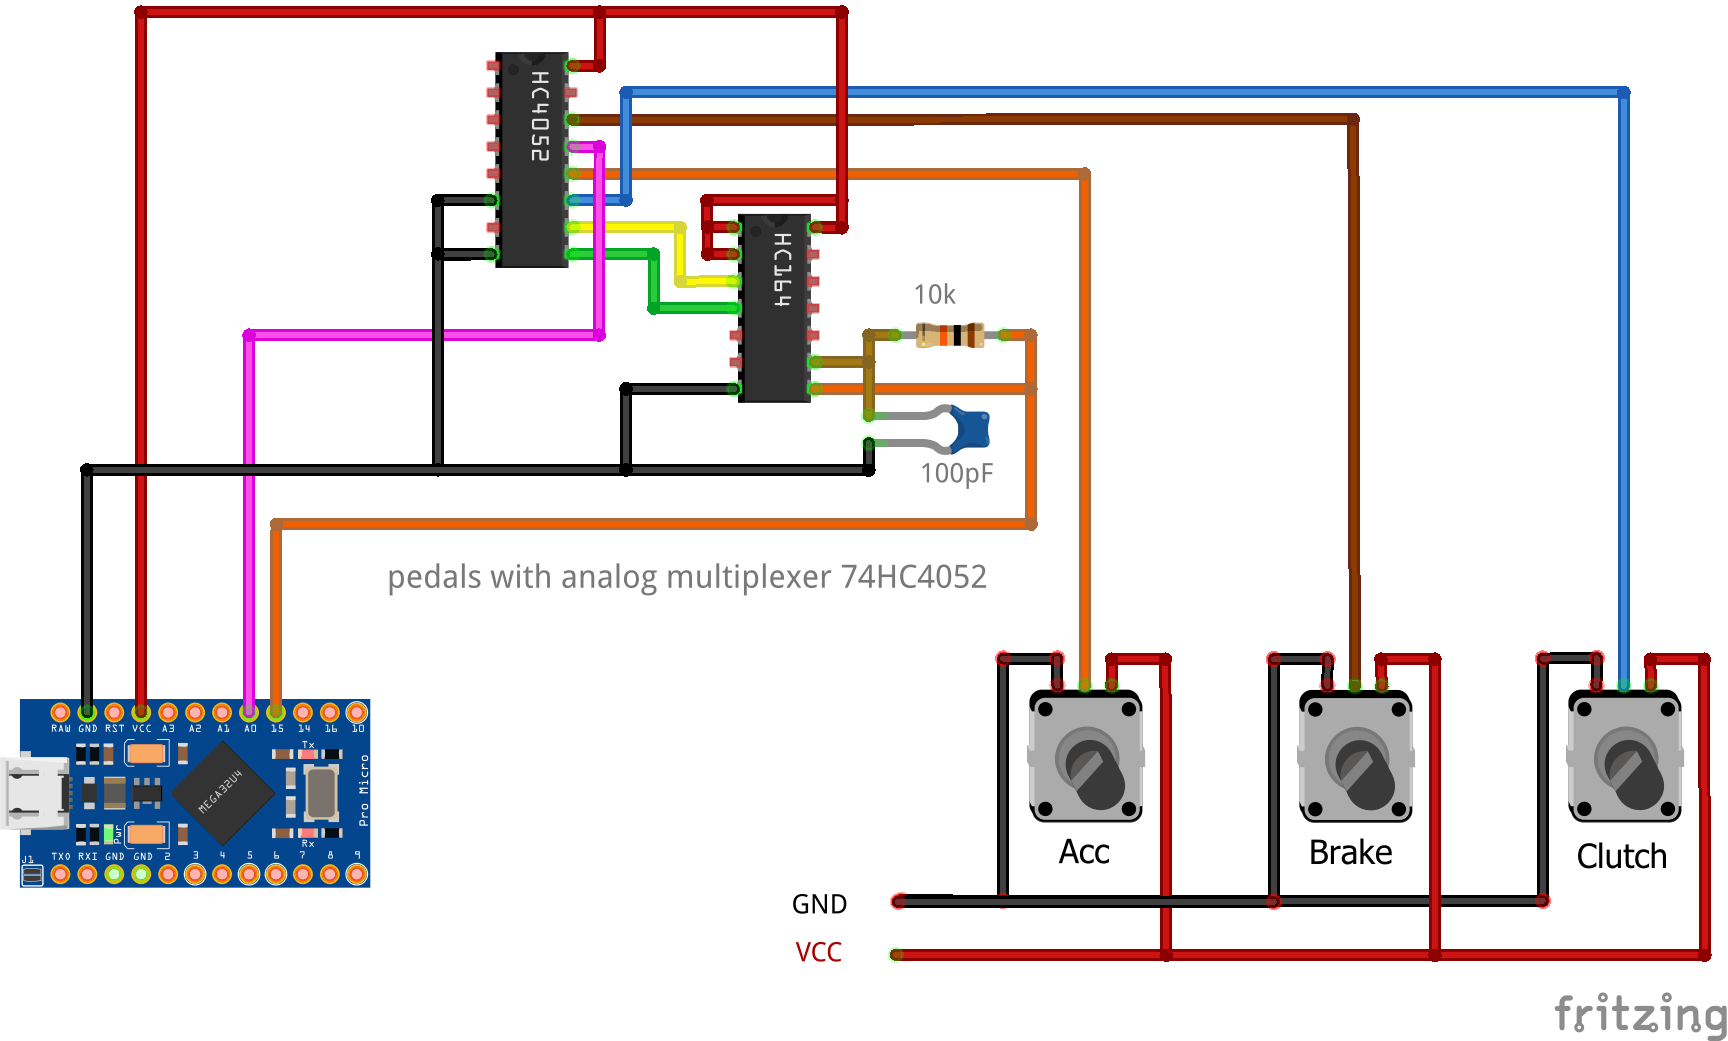 HC4052
HC164
10k
100pF
pedals with analog multiplexer 74HC4052
RAW GND RST VCC A3 A2 A1 A0 15 14 16 10
MEGA32U4
Tx
Pro Micro
Pwr
Rx
J1
TXO RXI GND GND 2 3 4 5 6 7 8 9
Acc
Brake
Clutch
GND
VCC
fritzing